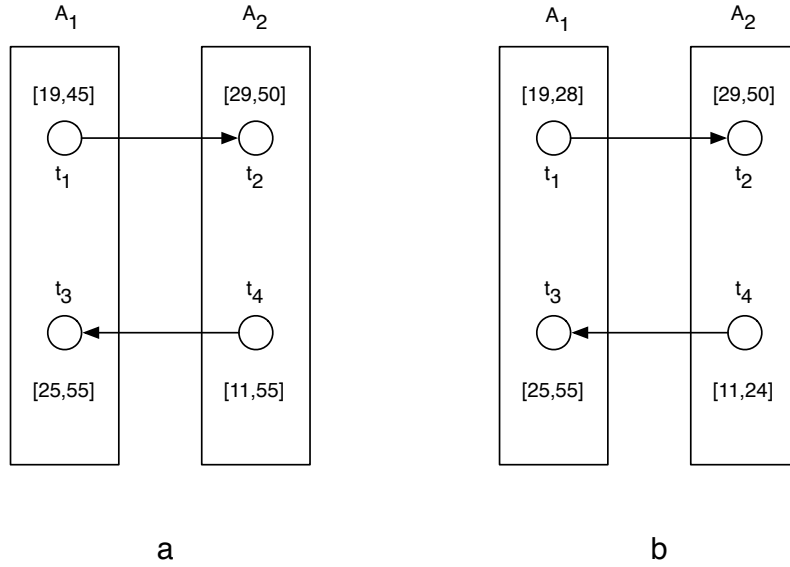 A1 A2
[19,45] [29,50]
t1 t2
t3 t4
[25,55] [11,55]
a
A1 A2
[19,28] [29,50]
t1 t2
t3 t4
[25,55] [11,24]
b